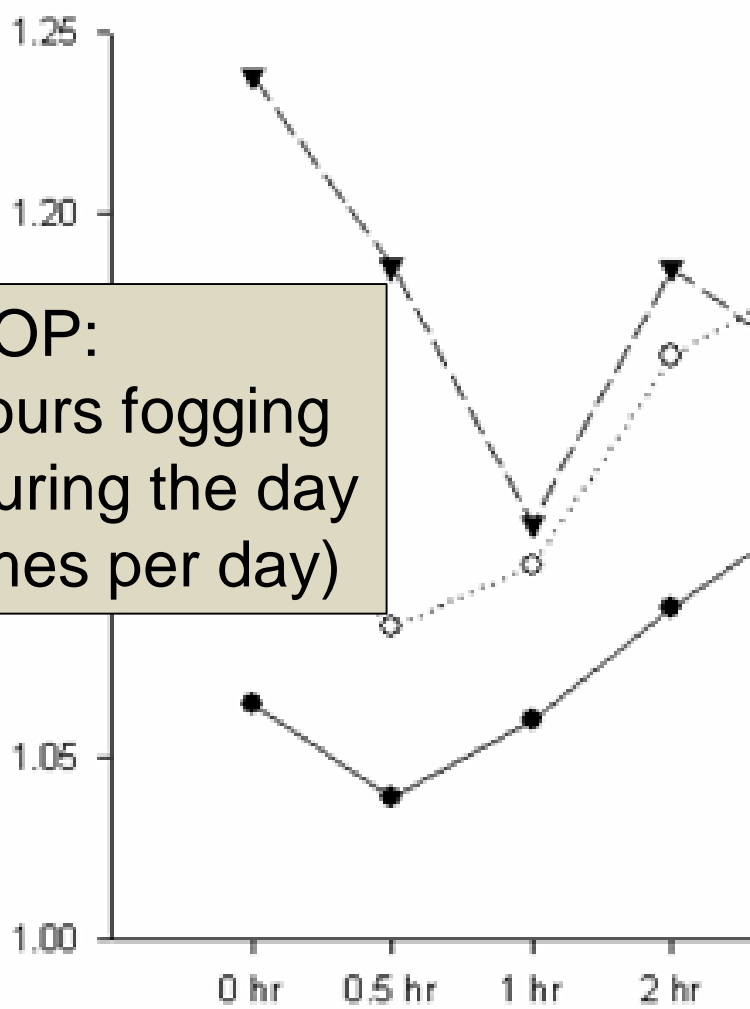 1.25
1.20
OP:
ours fogging
uring the day
mes per day)
1.05
1.00
0 hr 0.5 hr 1 hr 2 hr